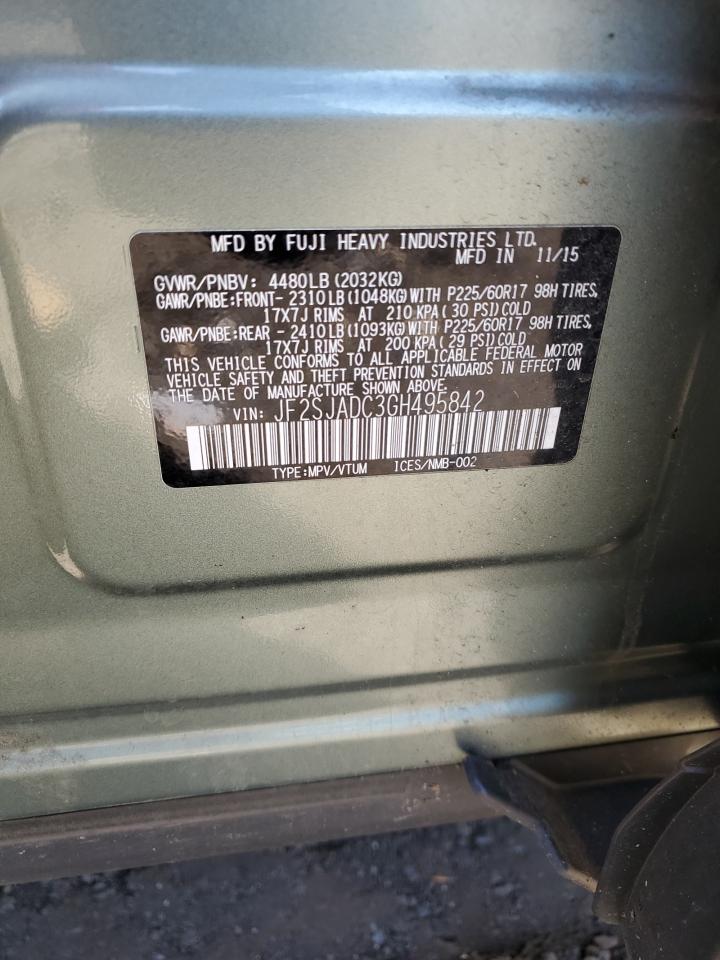 MFD BY FUJI HEAVY INDUSTRIES LTD.
MFD IN 11/15
GVWR/PNBV: 4480LB (2032KG)
GAWR/PNBE:FRONT- 2310LB(1048KG)WITH P225/60R17 98H TIRES,
17X7J RIMS AT 210 KPA( 30 PSI)COLD
GAWR/PNBE:REAR - 2410LB(1093KG)WITH P225/60R17 98H TIRES,
17X7J RIMS AT 200 KPA( 29 PSI)COLD
THIS VEHICLE CONFORMS TO ALL APPLICABLE FEDERAL MOTOR
VEHICLE SAFETY AND THEFT PREVENTION STANDARDS IN EFFECT ON
THE DATE OF MANUFACTURE SHOWN ABOVE.
VIN: JF2SJADC3GH495842
TYPE:MPV/VTUM ICES/NMB-002